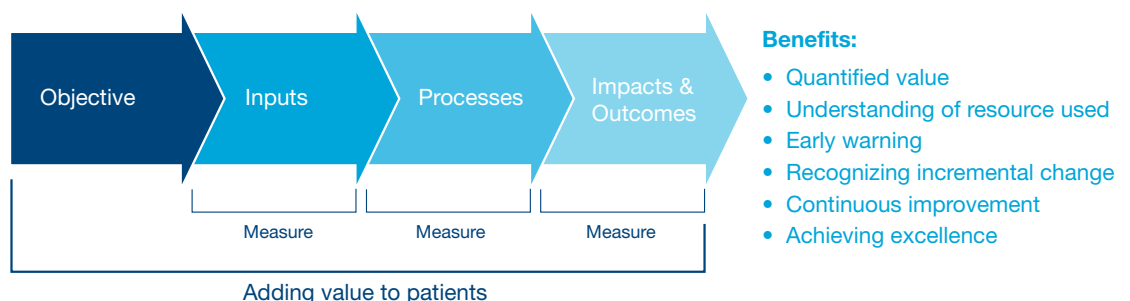 Objective
Inputs
Processes
Impacts &
Outcomes
Measure
Measure
Measure
Adding value to patients
Benefits:
• Quantified value
• Understanding of resource used
• Early warning
• Recognizing incremental change
• Continuous improvement
• Achieving excellence